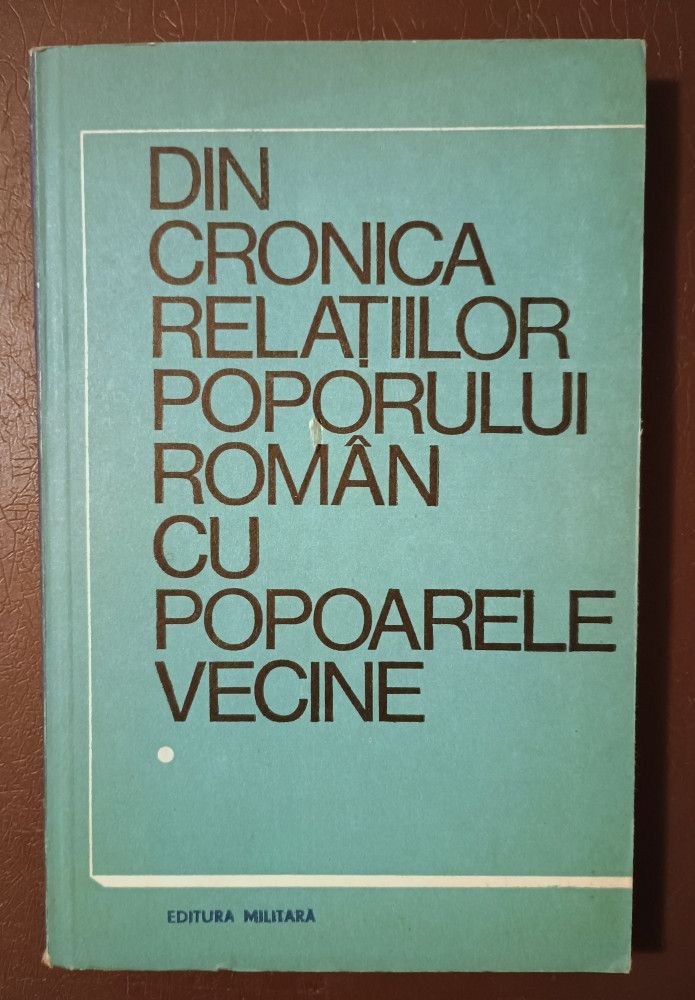 DIN
CRONICA
RELAȚIILOR
POPORULUI
ROMÂN
CU
POPOARELE
VECINE
EDITURA MILITARĂ